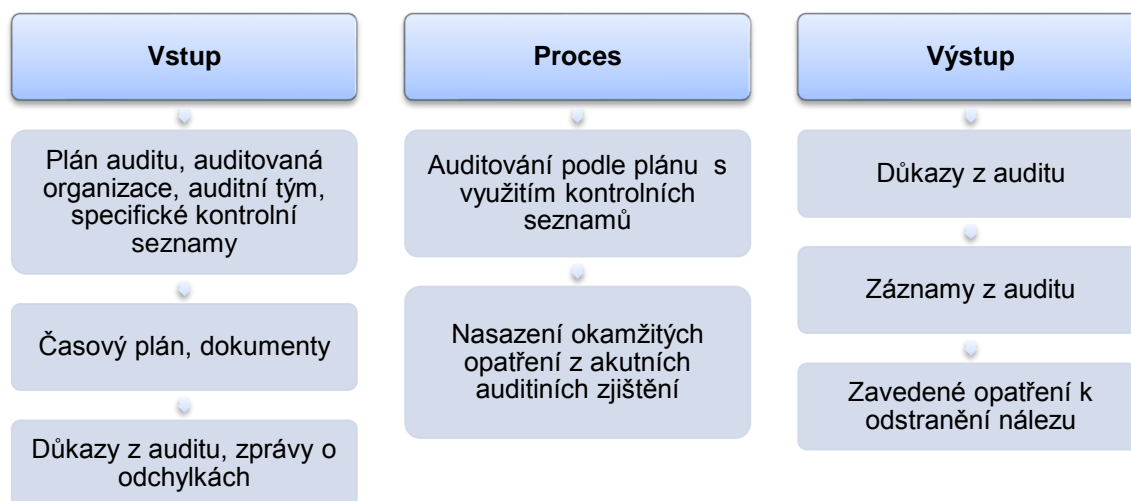 Vstup
Plán auditu, auditovaná
organizace, auditní tým,
specifické kontrolní
seznamy
Časový plán, dokumenty
Důkazy z auditu, zprávy o
odchylkách
Proces
Auditování podle plánu s
využitím kontrolních
seznamů
Nasazení okamžitých
opatření z akutních
auditiních zjištění
Výstup
Důkazy z auditu
Záznamy z auditu
Zavedené opatření k
odstranění nálezu